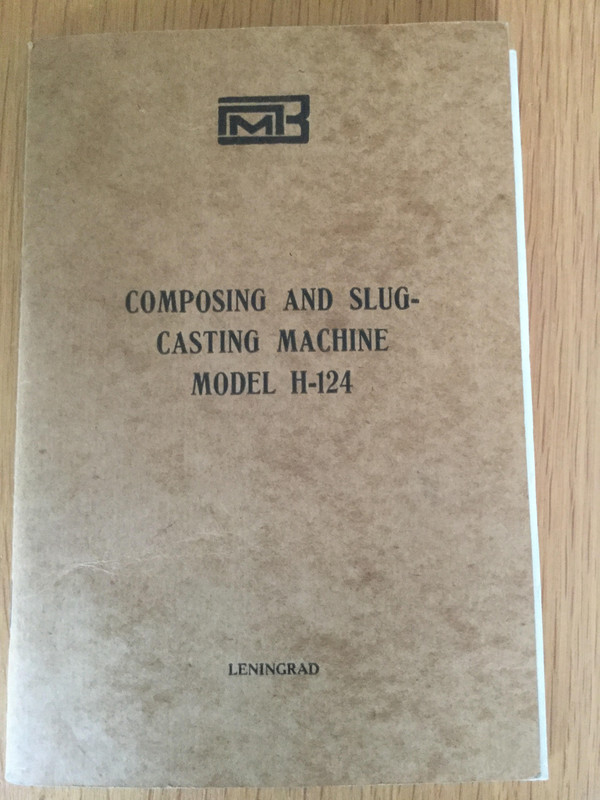 COMPOSING AND SLUG-
CASTING MACHINE
MODEL H-124
LENINGRAD